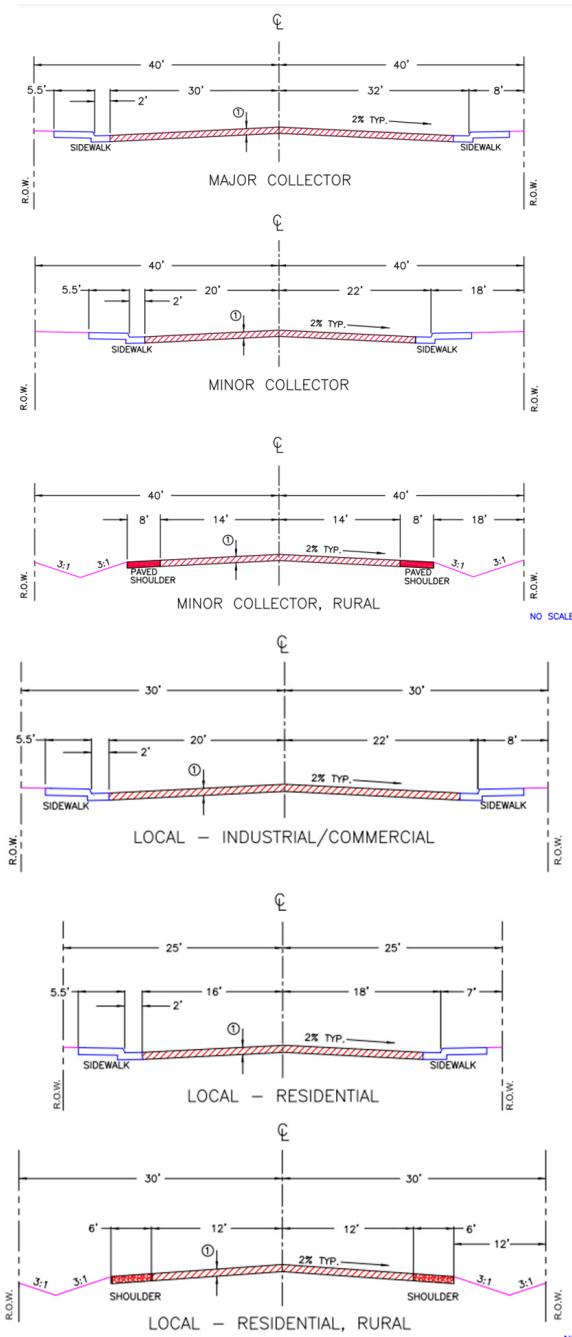 ℄
40' 40'
5.5' 30' 32' 8'
2' ① 2% TYP.
SIDEWALK SIDEWALK
R.O.W. R.O.W.
MAJOR COLLECTOR
℄
40' 40'
5.5' 20' 22' 18'
2' ① 2% TYP.
SIDEWALK SIDEWALK
MINOR COLLECTOR
R.O.W. R.O.W.
℄
40' 40'
8' 14' 14' 8' 18'
① 2% TYP.
3:1 3:1 3:1 3:1
PAVED PAVED
SHOULDER SHOULDER
R.O.W. R.O.W.
MINOR COLLECTOR, RURAL
NO SCALE
℄
30' 30'
5.5' 20' 22' 8'
2' ① 2% TYP.
SIDEWALK SIDEWALK
LOCAL – INDUSTRIAL/COMMERCIAL
R.O.W. R.O.W.
℄
25' 25'
5.5' 16' 18' 7'
2' ① 2% TYP.
SIDEWALK SIDEWALK
R.O.W. R.O.W.
LOCAL – RESIDENTIAL
℄
30' 30'
6' 12' 12' 6'
12'
① 2% TYP.
3:1 3:1 3:1 3:1
SHOULDER SHOULDER
R.O.W. R.O.W.
LOCAL – RESIDENTIAL, RURAL